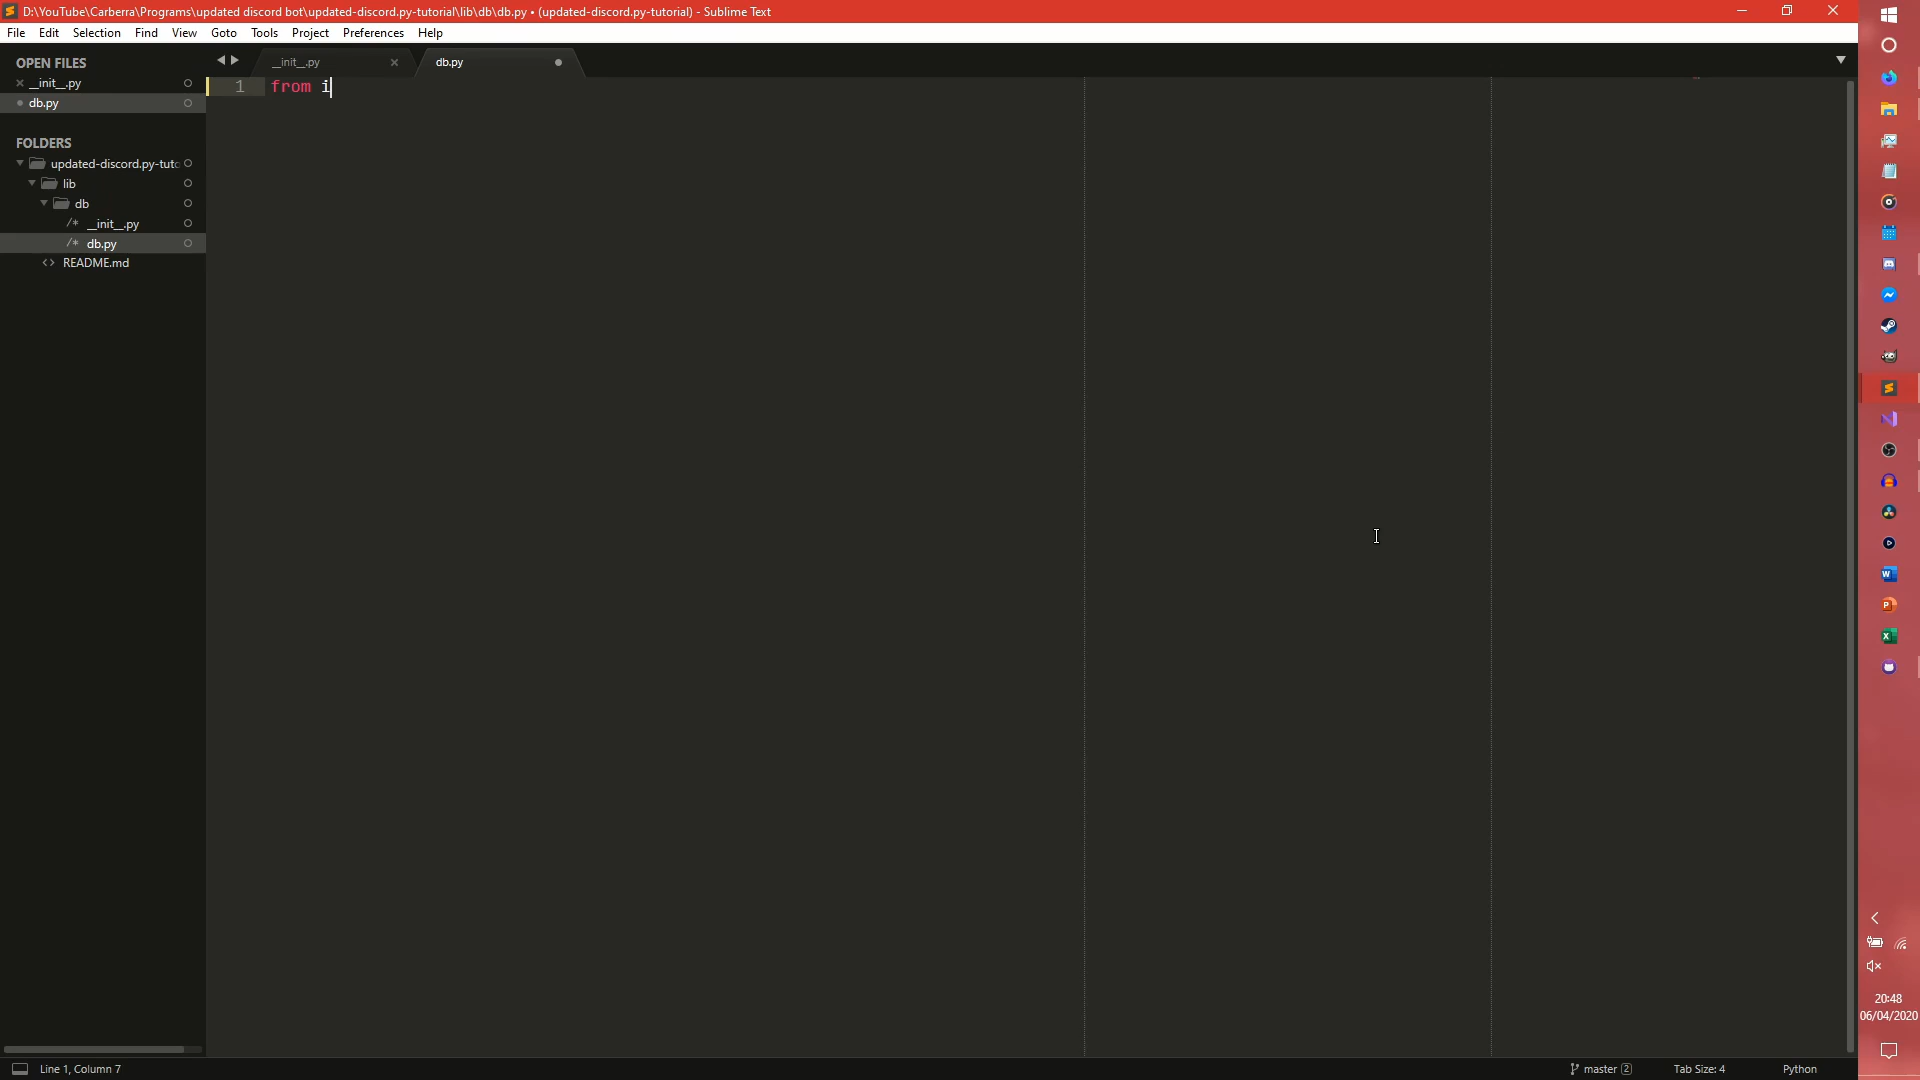 D:\YouTube\Carberra\Programs\updated discord bot\updated-discord.py-tutorial\lib\db\db.py • (updated-discord.py-tutorial) - Sublime Text
File Edit Selection Find View Goto Tools Project Preferences Help
OPEN FILES
__init__.py
db.py
FOLDERS
updated-discord.py-tuto
lib
db
/* __init__.py
/* db.py
<> README.md
__init__.py
db.py
1 from i
20:48
06/04/2020
Line 1, Column 7
master 2
Tab Size: 4
Python